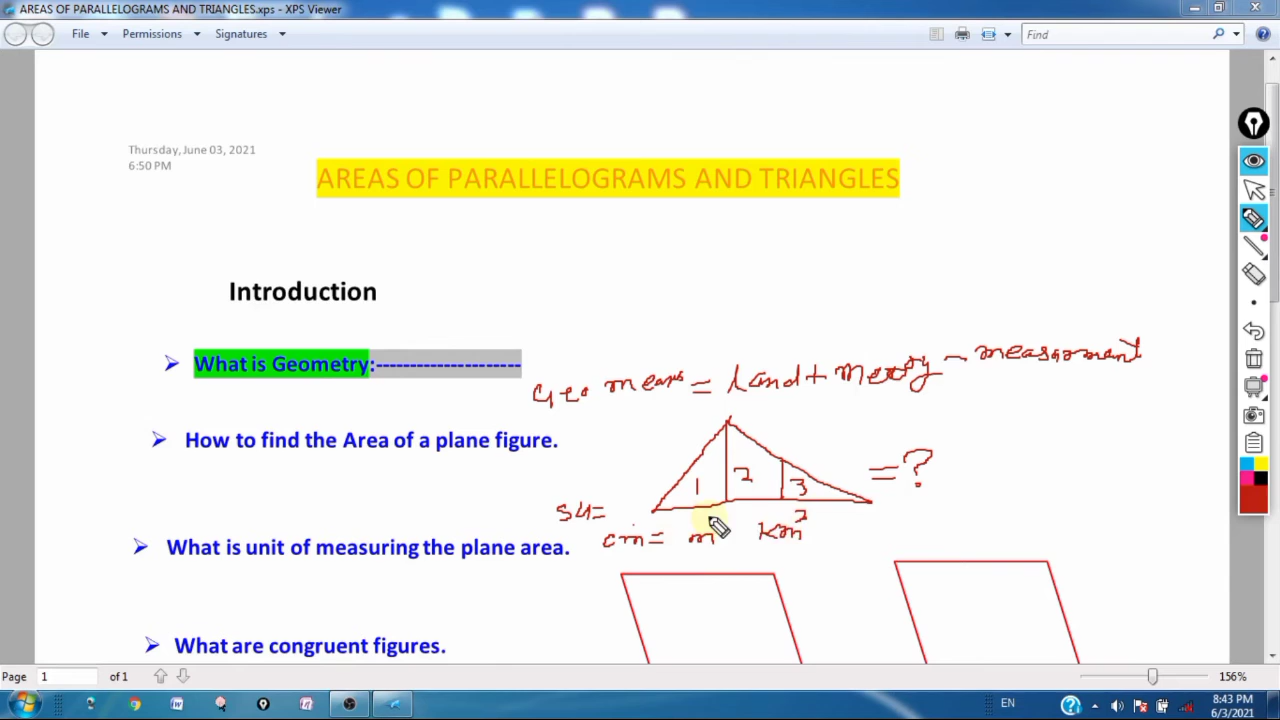 AREAS OF PARALLELOGRAMS AND TRIANGLES.xps - XPS Viewer
File Permissions Signatures Find
Thursday, June 03, 2021
6:50 PM
AREAS OF PARALLELOGRAMS AND TRIANGLES
Introduction
What is Geometry:---------------------
Geo means = land + Metry - measurement
How to find the Area of a plane figure.
1 2 3 = ?
cm = m km²
What is unit of measuring the plane area.
What are congruent figures.
Page 1 of 1 156%
EN 8:43 PM
6/3/2021